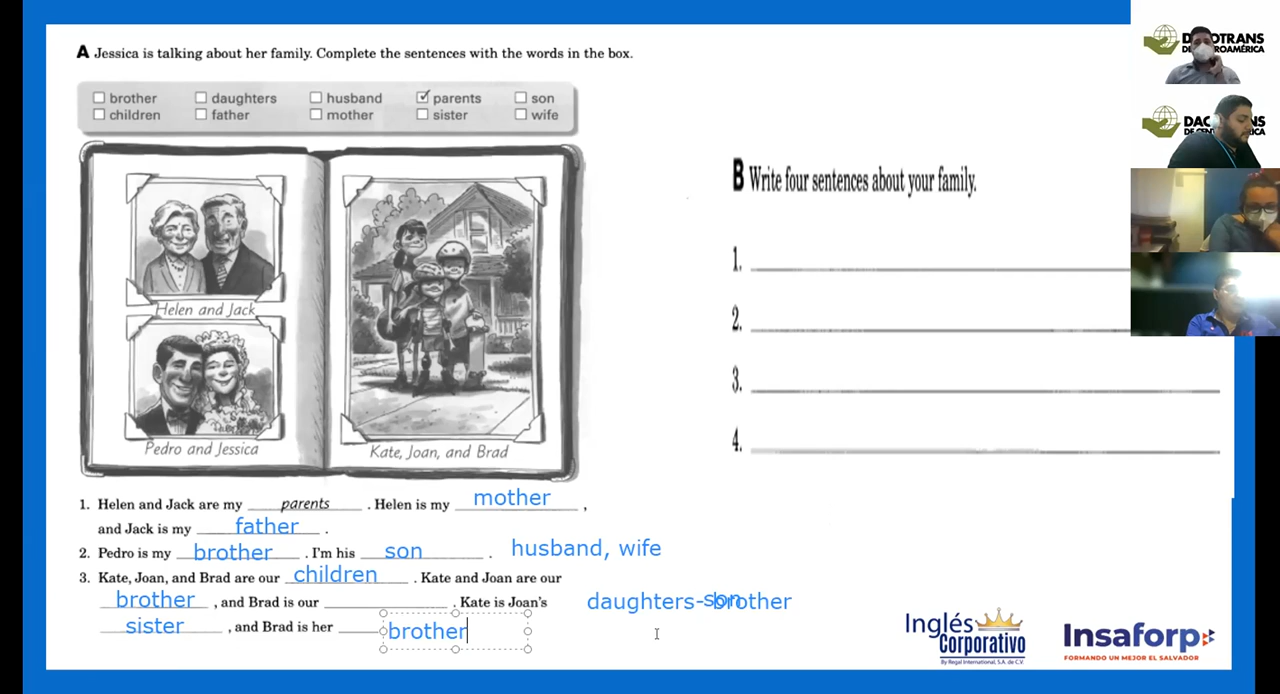 A Jessica is talking about her family. Complete the sentences with the words in the box.
brother daughters husband parents son
children father mother sister wife
Helen and Jack
Pedro and Jessica
Kate, Joan, and Brad
1. Helen and Jack are my parents . Helen is my mother ,
and Jack is my father .
2. Pedro is my brother . I'm his son . husband, wife
3. Kate, Joan, and Brad are our children . Kate and Joan are our
brother , and Brad is our . Kate is Joan's daughters- brother
son
sister , and Brad is her brother
B Write four sentences about your family.
1.
2.
3.
4.
Inglés
Corporativo
By Regal International, S.A. de C.V.
Insaforp
FORMANDO UN MEJOR EL SALVADOR